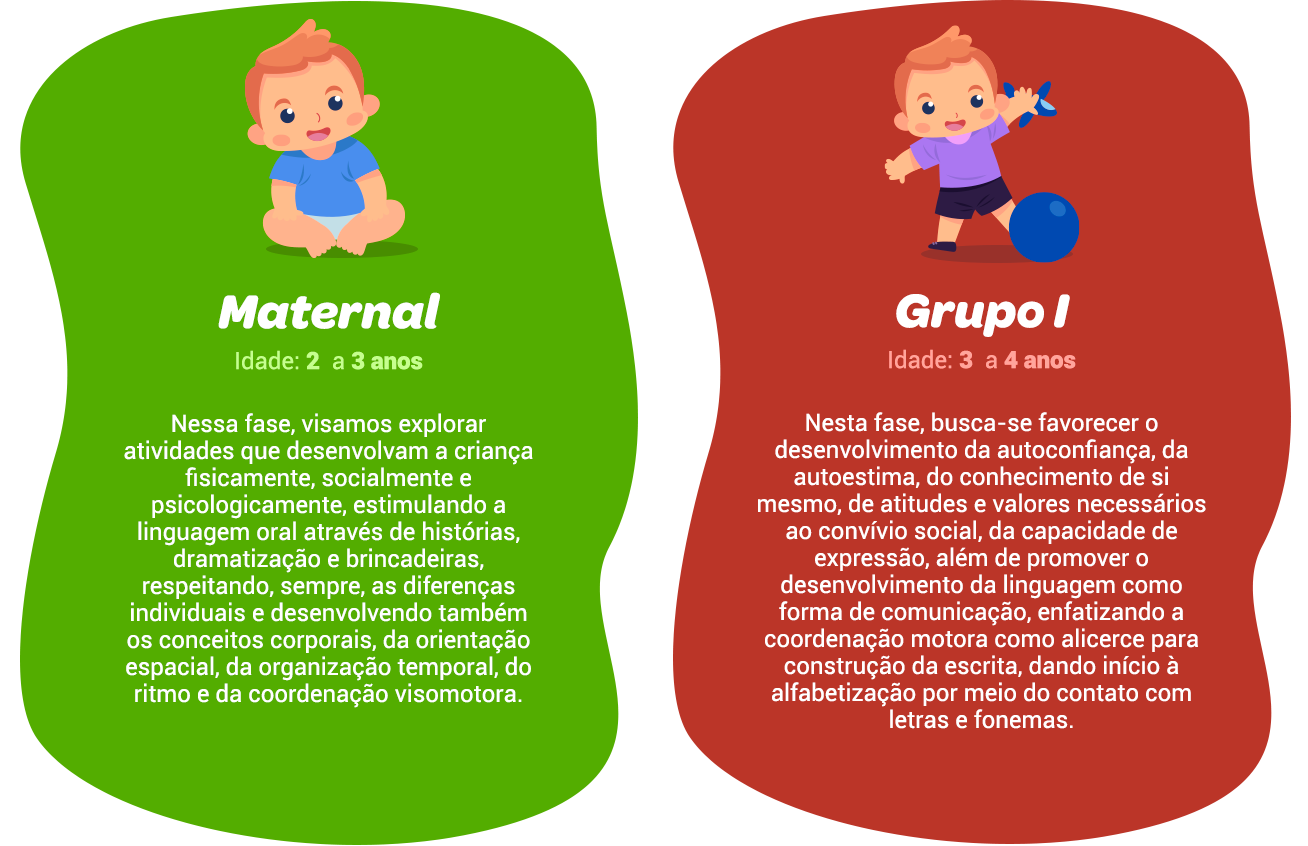 Maternal
Idade: 2 a 3 anos
Nessa fase, visamos explorar
atividades que desenvolvam a criança
fisicamente, socialmente e
psicologicamente, estimulando a
linguagem oral através de histórias,
dramatização e brincadeiras,
respeitando, sempre, as diferenças
individuais e desenvolvendo também
os conceitos corporais, da orientação
espacial, da organização temporal, do
ritmo e da coordenação visomotora.
Grupo I
Idade: 3 a 4 anos
Nesta fase, busca-se favorecer o
desenvolvimento da autoconfiança, da
autoestima, do conhecimento de si
mesmo, de atitudes e valores necessários
ao convívio social, da capacidade de
expressão, além de promover o
desenvolvimento da linguagem como
forma de comunicação, enfatizando a
coordenação motora como alicerce para
construção da escrita, dando início à
alfabetização por meio do contato com
letras e fonemas.